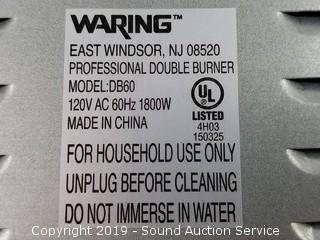 WARING™
EAST WINDSOR, NJ 08520
PROFESSIONAL DOUBLE BURNER
MODEL:DB60
120V AC 60Hz 1800W
MADE IN CHINA
UL
LISTED
4H03
150325
FOR HOUSEHOLD USE ONLY
UNPLUG BEFORE CLEANING
DO NOT IMMERSE IN WATER
Copyright 2019 - Sound Auction Service